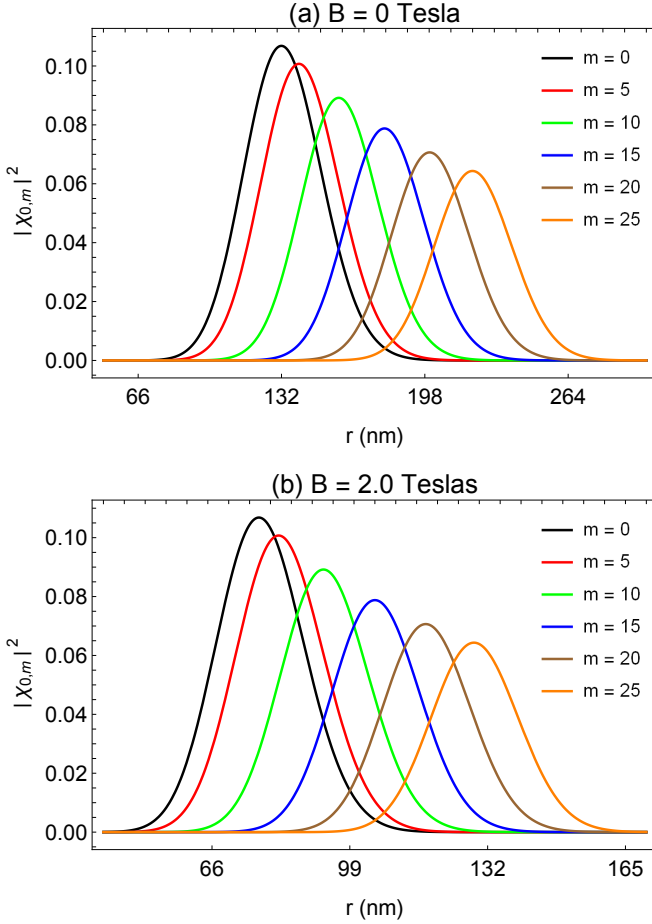 (a) B = 0 Tesla
0.10
0.08
0.06
0.04
0.02
0.00
|χ0,m|²
m = 0
m = 5
m = 10
m = 15
m = 20
m = 25
66 132 198 264
r (nm)
(b) B = 2.0 Teslas
0.10
0.08
0.06
0.04
0.02
0.00
|χ0,m|²
m = 0
m = 5
m = 10
m = 15
m = 20
m = 25
66 99 132 165
r (nm)